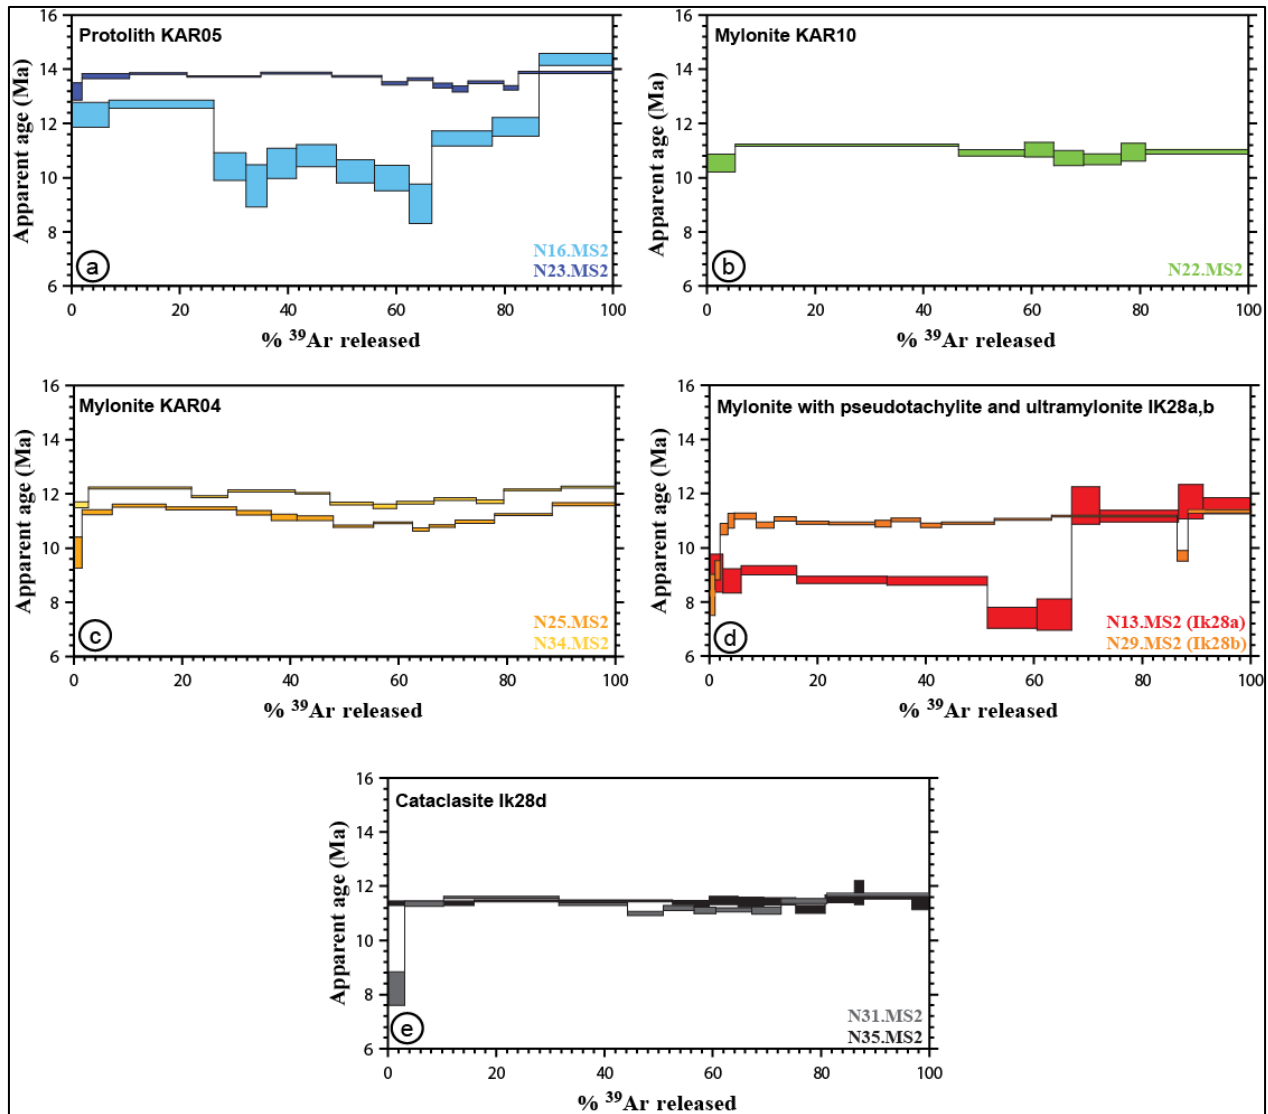 Protolith KAR05
Apparent age (Ma)
16
14
12
10
8
6
N16.MS2
N23.MS2
a
0 20 40 60 80 100
% ³⁹Ar released
Mylonite KAR10
Apparent age (Ma)
16
14
12
10
8
6
N22.MS2
b
0 20 40 60 80 100
% ³⁹Ar released
Mylonite KAR04
Apparent age (Ma)
16
14
12
10
8
6
N25.MS2
N34.MS2
c
0 20 40 60 80 100
% ³⁹Ar released
Mylonite with pseudotachylite and ultramylonite IK28a,b
Apparent age (Ma)
16
14
12
10
8
6
N13.MS2 (Ik28a)
N29.MS2 (Ik28b)
d
0 20 40 60 80 100
% ³⁹Ar released
Cataclasite Ik28d
Apparent age (Ma)
16
14
12
10
8
6
N31.MS2
N35.MS2
e
0 20 40 60 80 100
% ³⁹Ar released